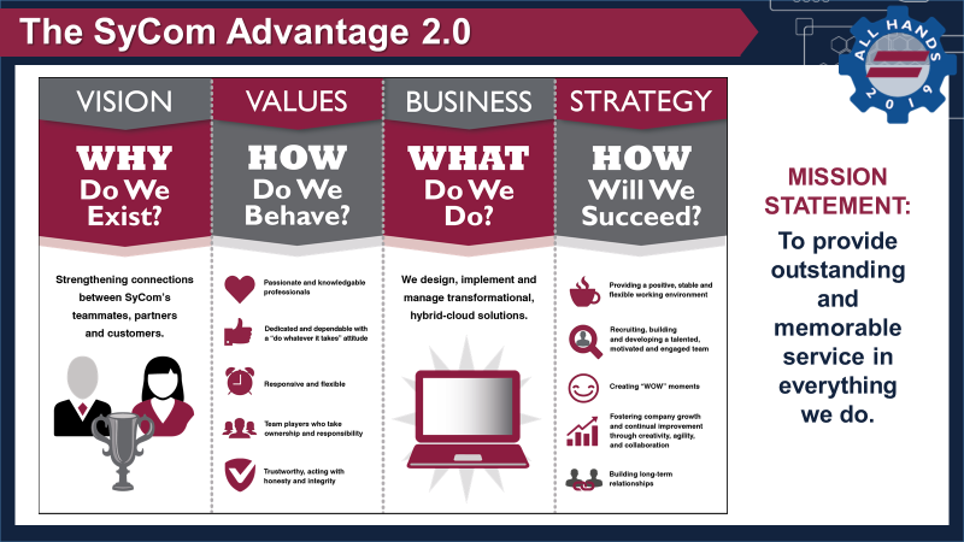 The SyCom Advantage 2.0
ALL HANDS
2019
VISION
WHY
Do We
Exist?
Strengthening connections
between SyCom's
teammates, partners
and customers.
VALUES
HOW
Do We
Behave?
Passionate and knowledgable
professionals
Dedicated and dependable with
a "do whatever it takes" attitude
Responsive and flexible
Team players who take
ownership and responsibility
Trustworthy, acting with
honesty and integrity
BUSINESS
WHAT
Do We
Do?
We design, implement and
manage transformational,
hybrid-cloud solutions.
STRATEGY
HOW
Will We
Succeed?
Providing a positive, stable and
flexible working environment
Recruiting, building
and developing a talented,
motivated and engaged team
Creating "WOW" moments
Fostering company growth
and continual improvement
through creativity, agility,
and collaboration
Building long-term
relationships
MISSION
STATEMENT:
To provide
outstanding
and
memorable
service in
everything
we do.